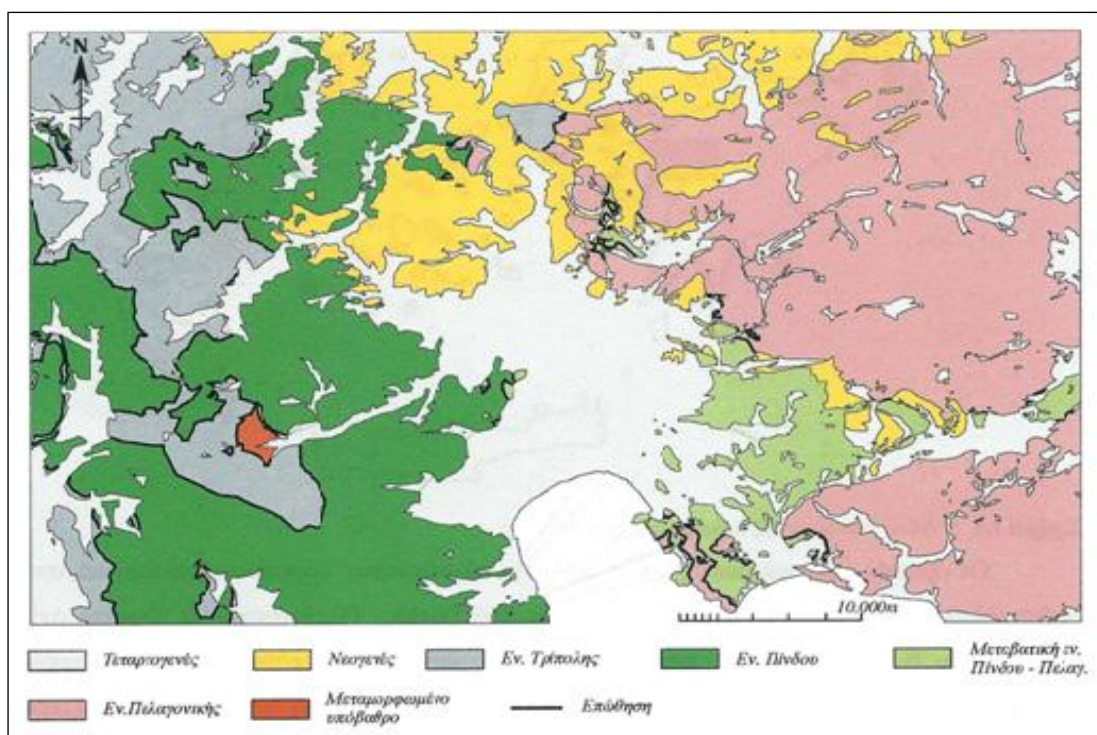 N
10.000m
Τεταρτογενές
Νεογενές
Εν. Τρίπολης
Εν. Πίνδου
Μεταβατική εν.
Πίνδου - Πελαγ.
Εν.Πελαγονικής
Μεταμορφωμένο
υπόβαθρο
Επώθηση